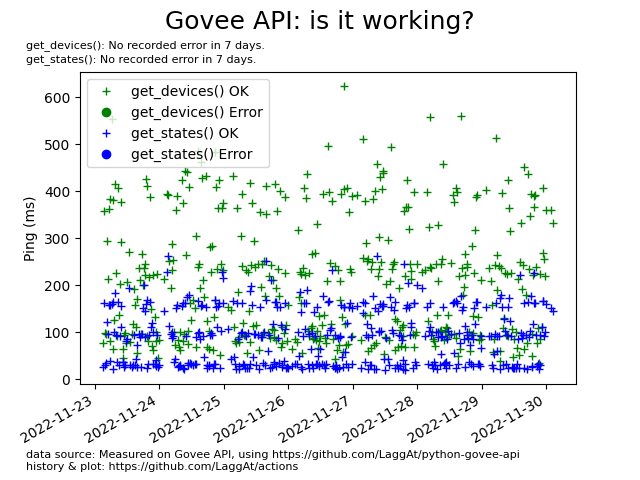 Govee API: is it working?
get_devices(): No recorded error in 7 days.
get_states(): No recorded error in 7 days.
get_devices() OK
get_devices() Error
get_states() OK
get_states() Error
Ping (ms)
600
500
400
300
200
100
0
2022-11-23
2022-11-24
2022-11-25
2022-11-26
2022-11-27
2022-11-28
2022-11-29
2022-11-30
data source: Measured on Govee API, using https://github.com/LaggAt/python-govee-api
history & plot: https://github.com/LaggAt/actions